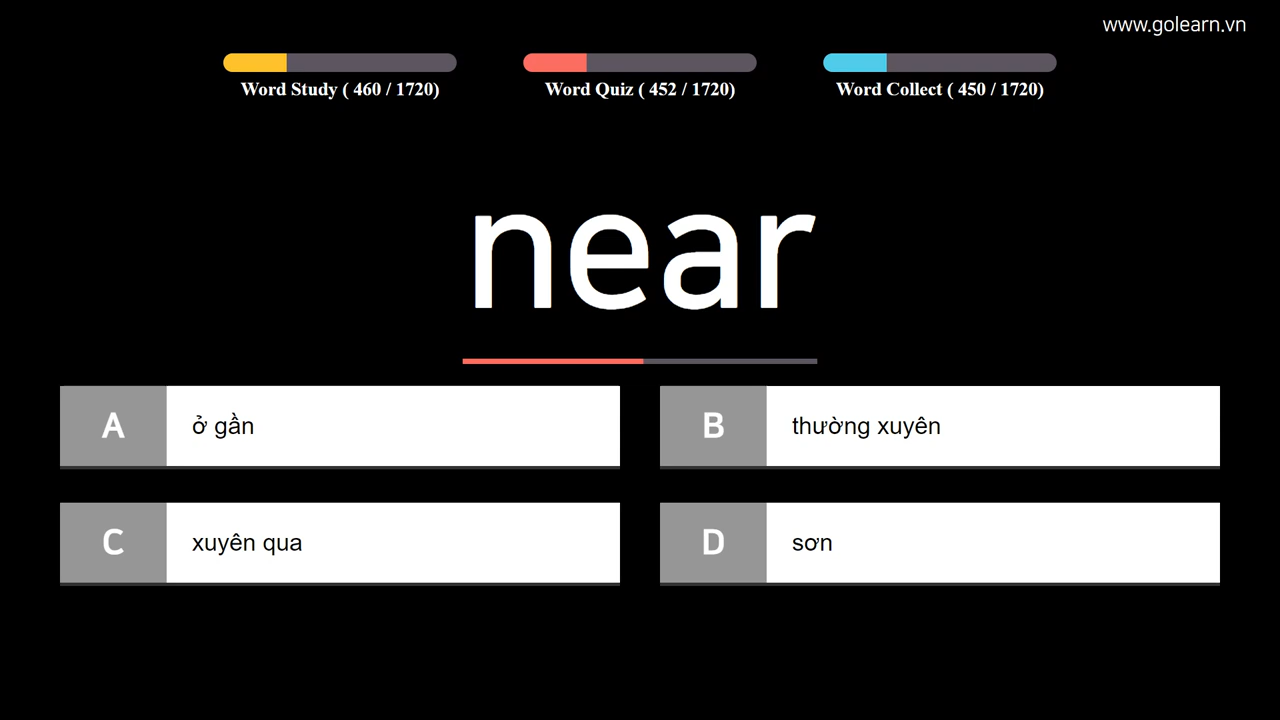 www.golearn.vn
Word Study ( 460 / 1720)
Word Quiz ( 452 / 1720)
Word Collect ( 450 / 1720)
near
A ở gần
B thường xuyên
C xuyên qua
D sơn